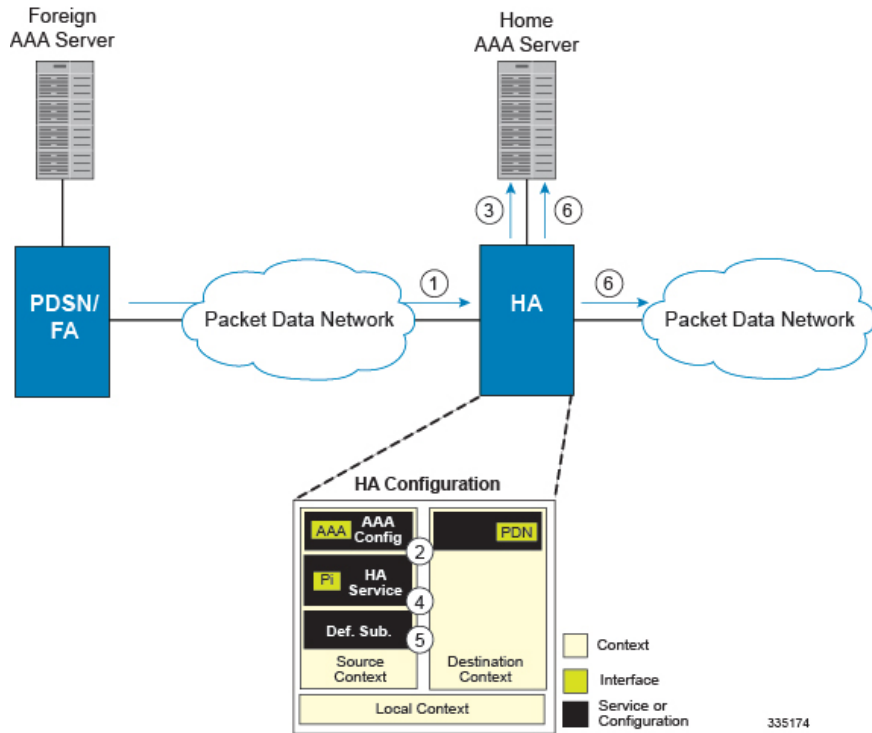 Foreign
AAA Server
Home
AAA Server
3
6
PDSN/
FA
Packet Data Network
1
HA
6
Packet Data Network
HA Configuration
AAA
AAA
Config
2
PDN
Pi
HA
Service
4
Def. Sub.
5
Source
Context
Destination
Context
Local Context
Context
Interface
Service or
Configuration
335174